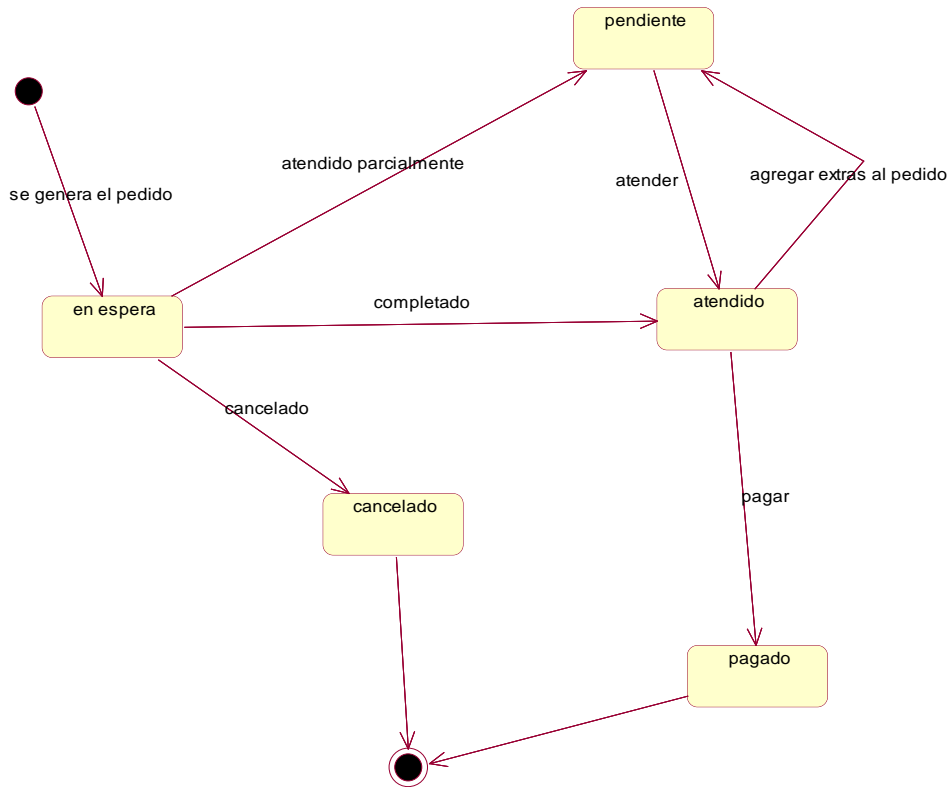 pendiente
atendido parcialmente
atender
agregar extras al pedido
se genera el pedido
en espera
completado
atendido
cancelado
cancelado
pagar
pagado